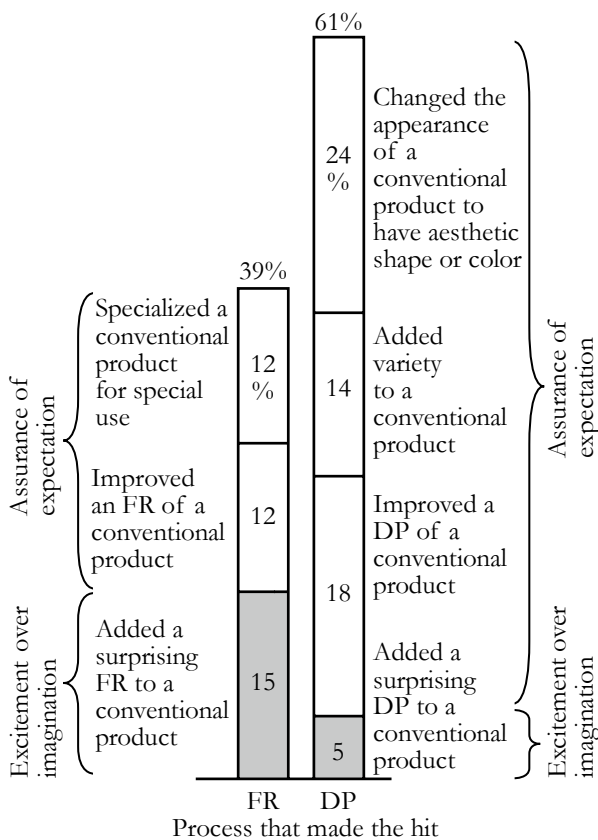 61%
Changed the
appearance
of a
conventional
product to
have aesthetic
shape or color
24
%
39%
Specialized a
conventional
product
for special
use
12
%
Added
variety
to a
conventional
product
14
Assurance of
expectation
Assurance of
expectation
Improved
an FR of a
conventional
product
12
Improved a
DP of a
conventional
product
18
Added a
surprising
FR to a
conventional
product
15
Added a
surprising
DP to a
conventional
product
5
Excitement over
imagination
Excitement over
imagination
FR DP
Process that made the hit